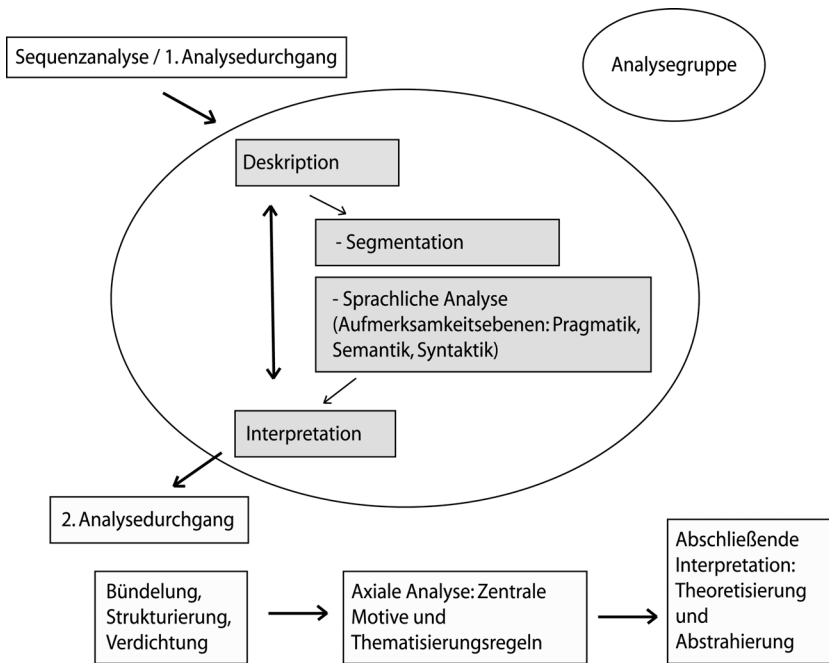 Sequenzanalyse / 1. Analysedurchgang
Analysegruppe
Deskription
- Segmentation
- Sprachliche Analyse
(Aufmerksamkeitsebenen: Pragmatik,
Semantik, Syntaktik)
Interpretation
2. Analysedurchgang
Bündelung,
Strukturierung,
Verdichtung
Axiale Analyse: Zentrale
Motive und
Thematisierungsregeln
Abschließende
Interpretation:
Theoretisierung
und
Abstrahierung